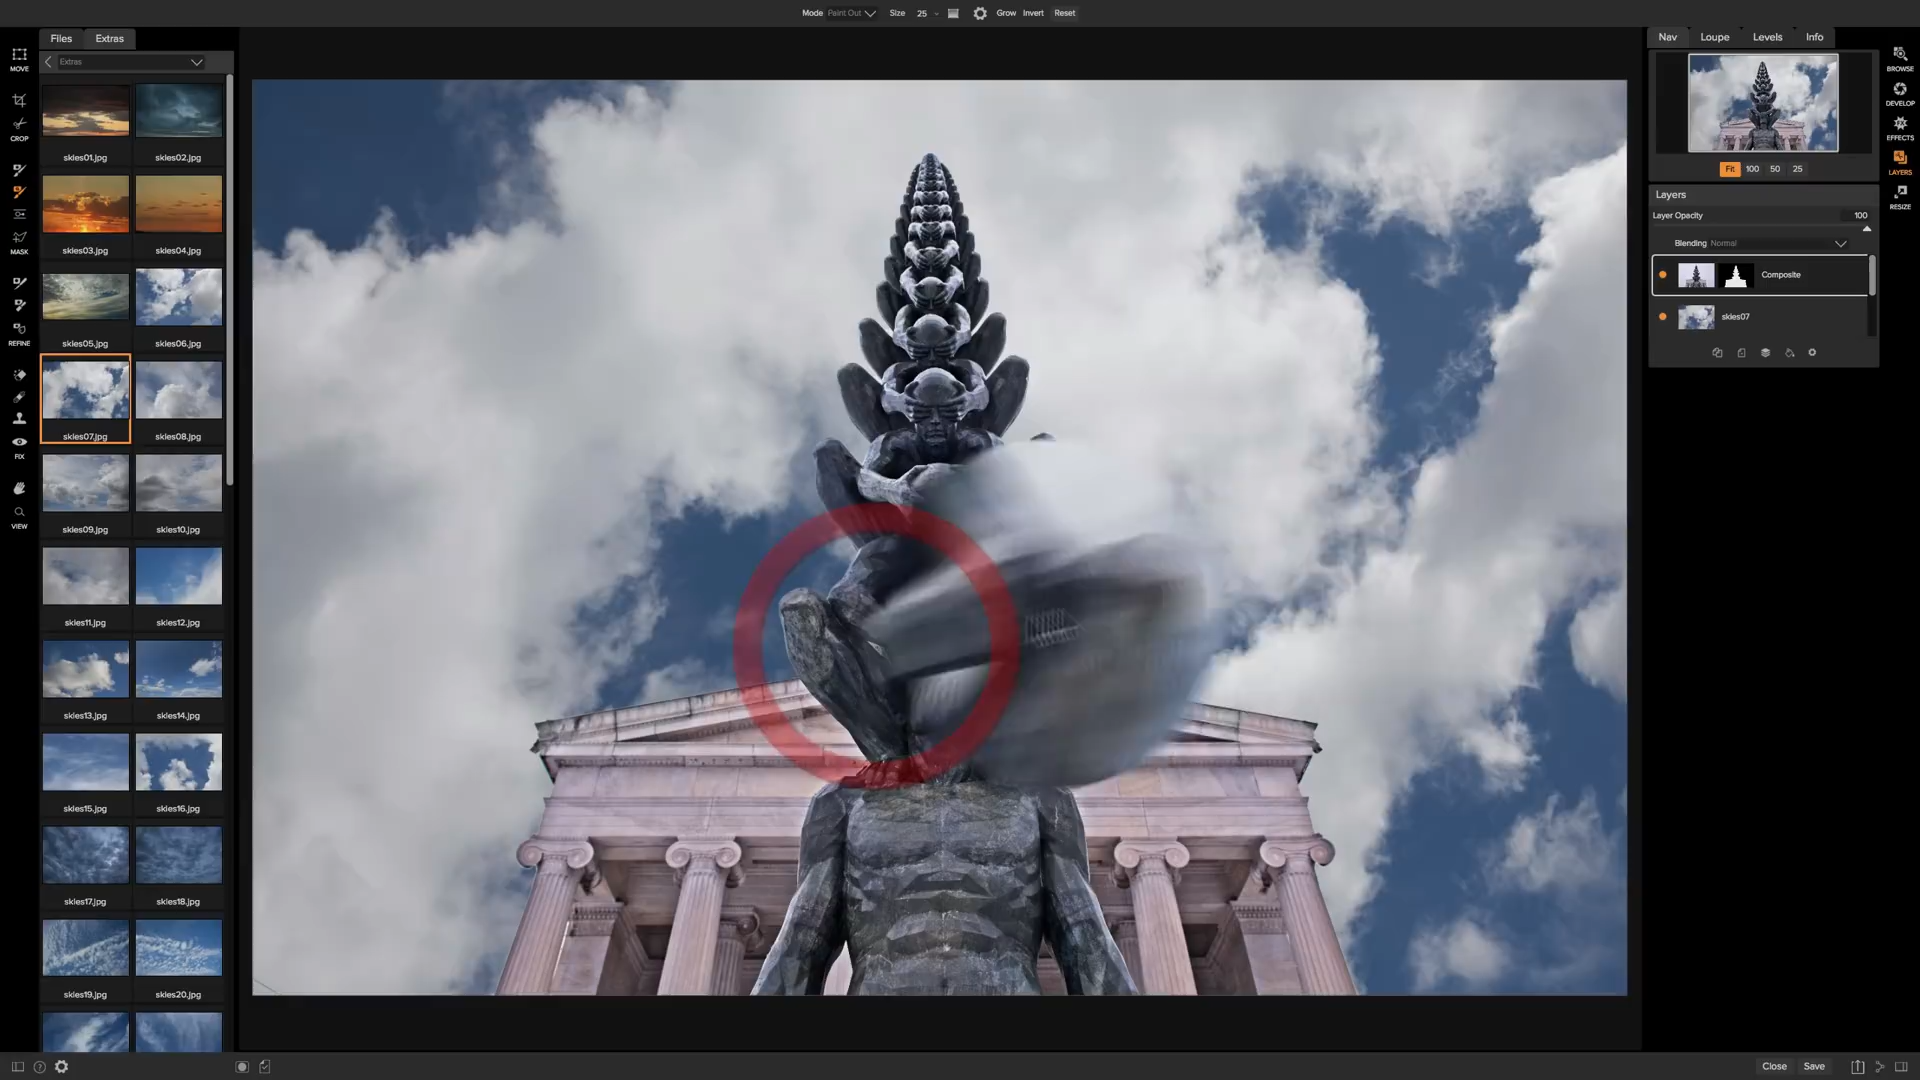 Mode Paint Out Size 25 Grow Invert Reset
Files Extras
Extras
MOVE
CROP
MASK
REFINE
FIX
VIEW
skies01.jpg skies02.jpg
skies03.jpg skies04.jpg
skies05.jpg skies06.jpg
skies07.jpg skies08.jpg
skies09.jpg skies10.jpg
skies11.jpg skies12.jpg
skies13.jpg skies14.jpg
skies15.jpg skies16.jpg
skies17.jpg skies18.jpg
skies19.jpg skies20.jpg
Nav Loupe Levels Info
Fit 100 50 25
Layers
Layer Opacity 100
Blending Normal
Composite
skies07
BROWSE
DEVELOP
EFFECTS
LAYERS
RESIZE
Close Save